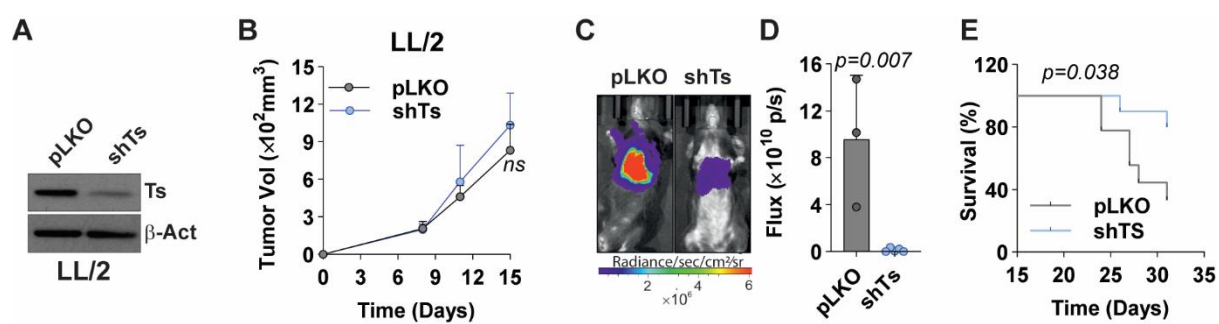 A
pLKO
shTs
Ts
β-Act
LL/2
B
LL/2
Tumor Vol (×10²mm³)
15
12
9
6
3
0
pLKO
shTs
ns
0
3
6
9
12
15
Time (Days)
C
pLKO
shTs
Radiance/sec/cm²/sr
2
4
6
×10⁶
D
p=0.007
Flux (×10¹⁰ p/s)
16
12
8
4
0
pLKO
shTs
E
p=0.038
Survival (%)
120
80
40
0
pLKO
shTS
15
20
25
30
35
Time (Days)